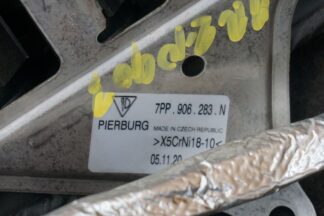 7PP 906 283 N
PIERBURG
MADE IN CZECH REPUBLIC
>X5CrNi18-10<
05.11.20